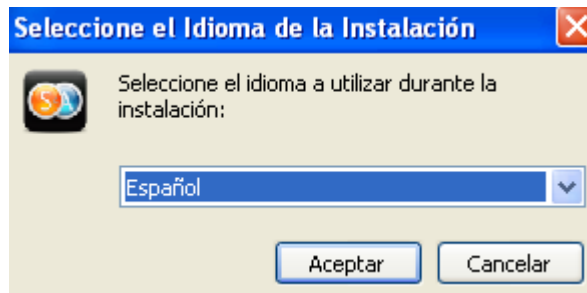 Seleccione el Idioma de la Instalación
Seleccione el idioma a utilizar durante la
instalación:
S A
Español
Aceptar Cancelar